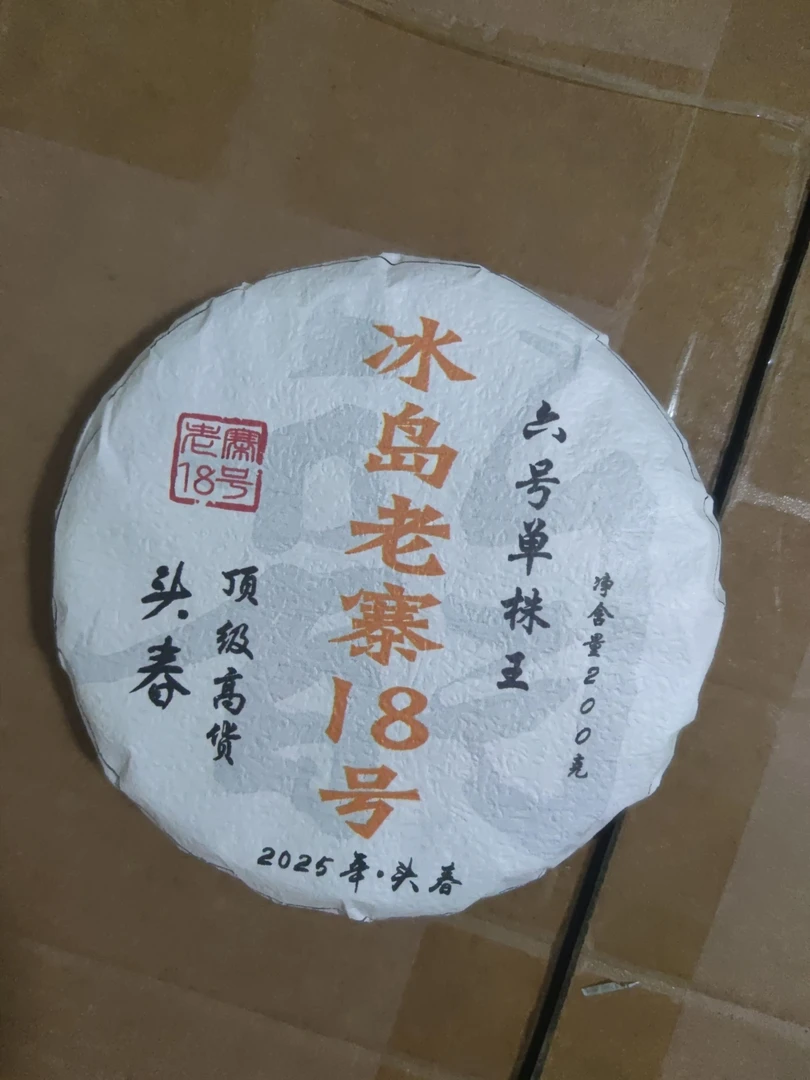 六号单株王
净含量200克
冰岛老寨18号
老寨
18号
顶级高货
头春
2025年·头春